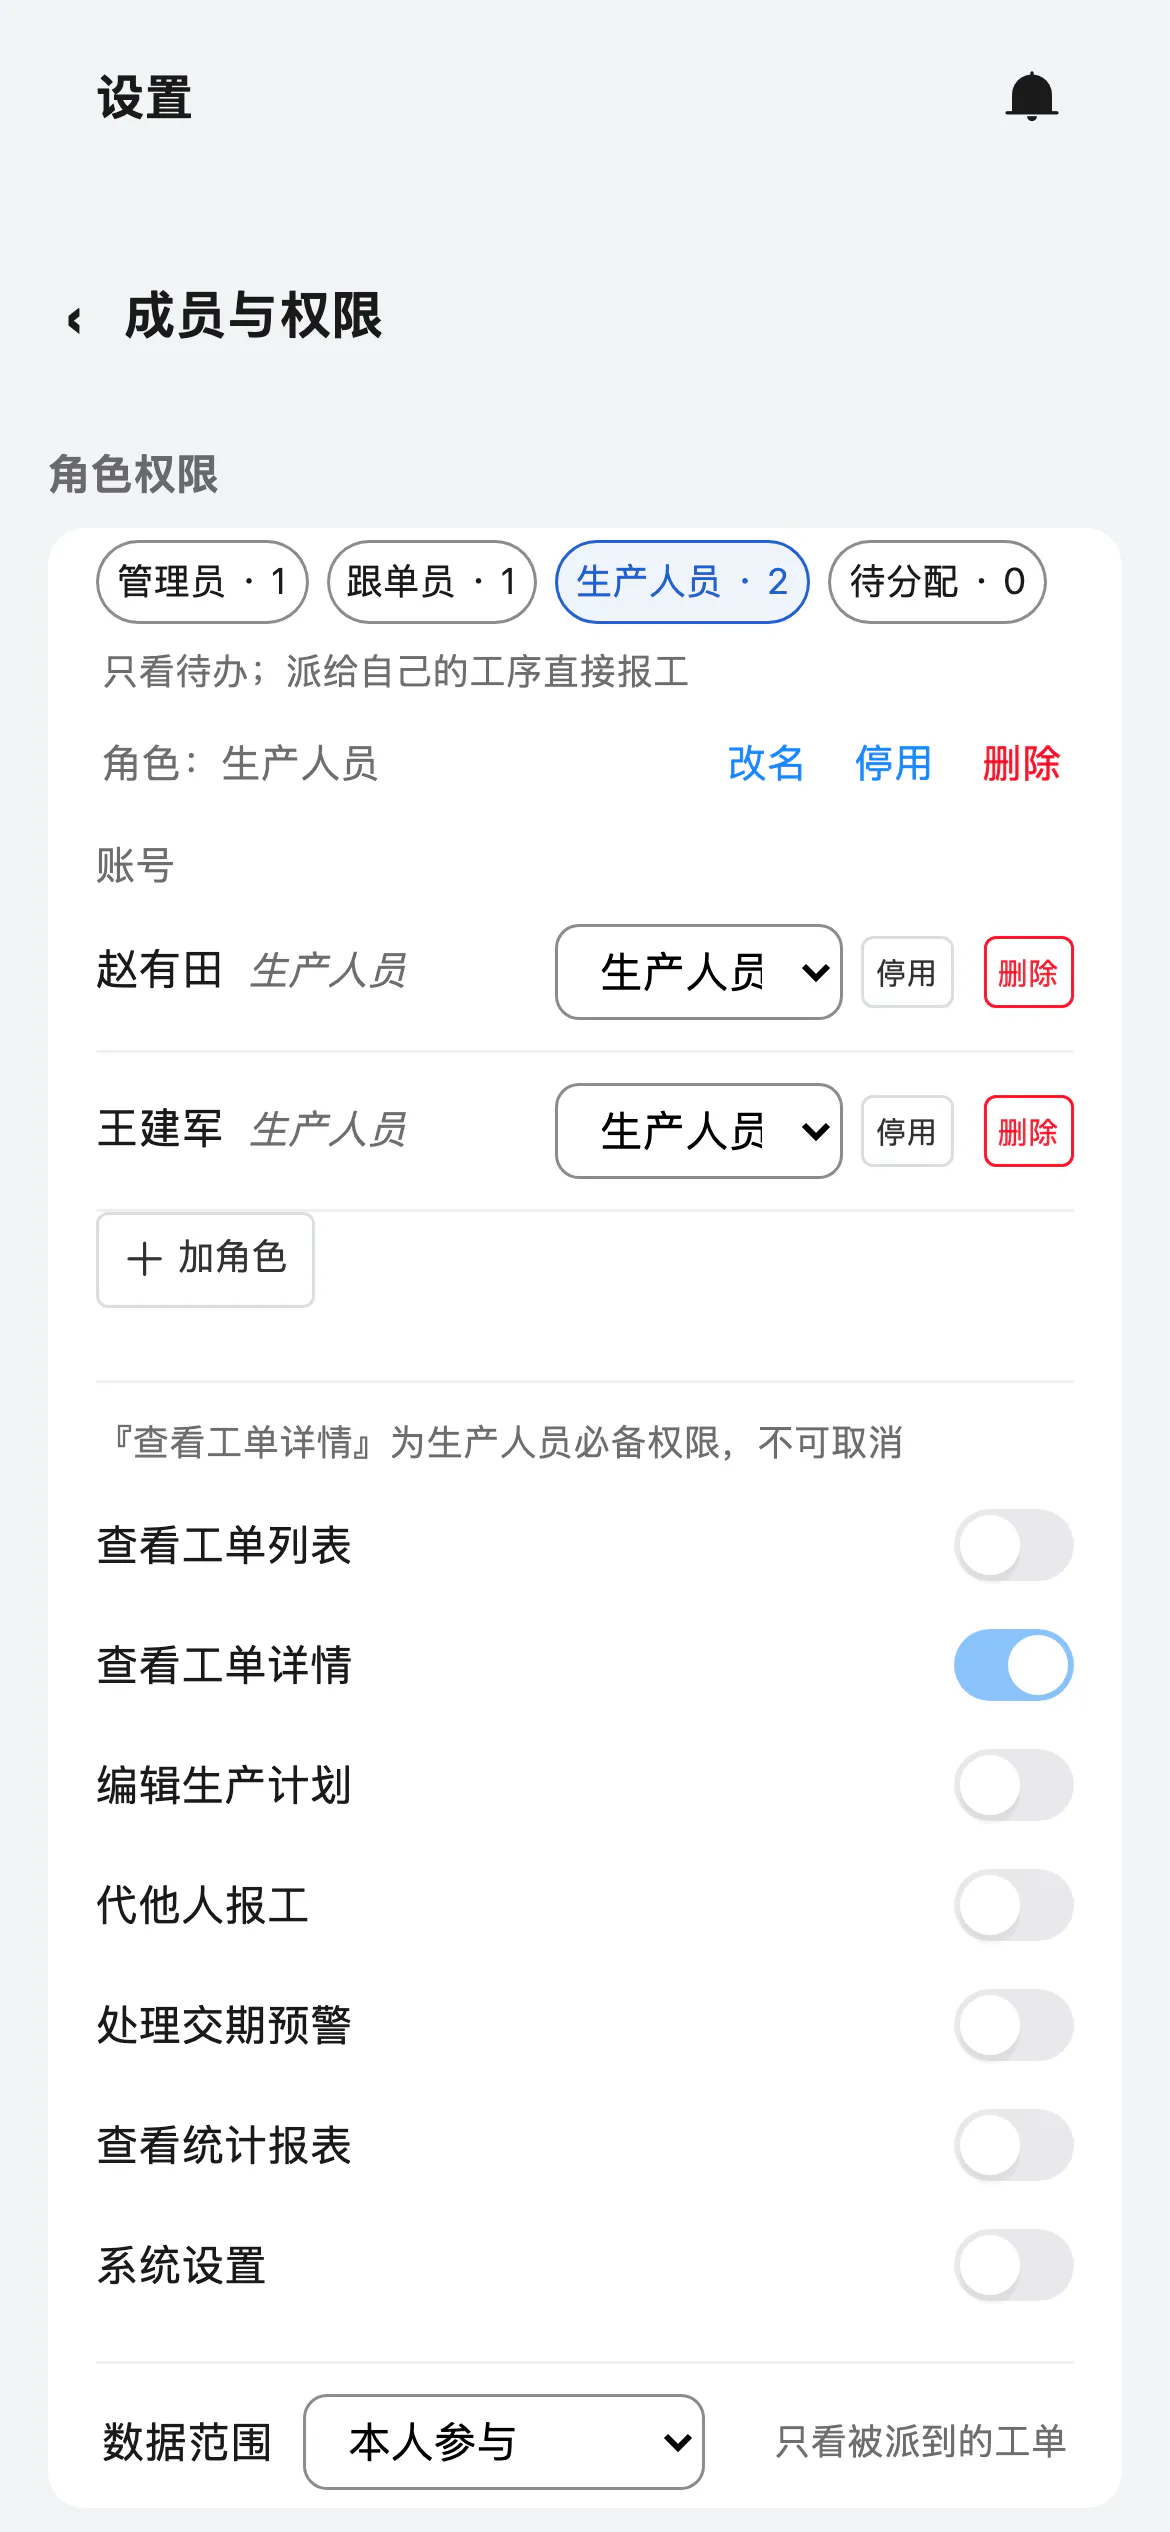 设置
成员与权限
角色权限
管理员 · 1 跟单员 · 1 生产人员 · 2 待分配 · 0
只看待办；派给自己的工序直接报工
角色：生产人员 改名 停用 删除
账号
赵有田 生产人员 生产人员 停用 删除
王建军 生产人员 生产人员 停用 删除
＋ 加角色
『查看工单详情』为生产人员必备权限，不可取消
查看工单列表
查看工单详情
编辑生产计划
代他人报工
处理交期预警
查看统计报表
系统设置
数据范围 本人参与 只看被派到的工单